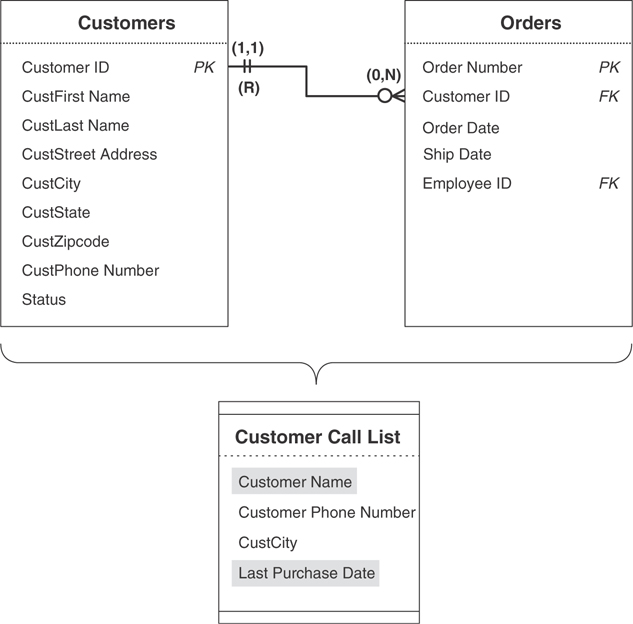 Customers
Customer ID PK
CustFirst Name
CustLast Name
CustStreet Address
CustCity
CustState
CustZipcode
CustPhone Number
Status
(1,1)
(R)
(0,N)
Orders
Order Number PK
Customer ID FK
Order Date
Ship Date
Employee ID FK
Customer Call List
Customer Name
Customer Phone Number
CustCity
Last Purchase Date